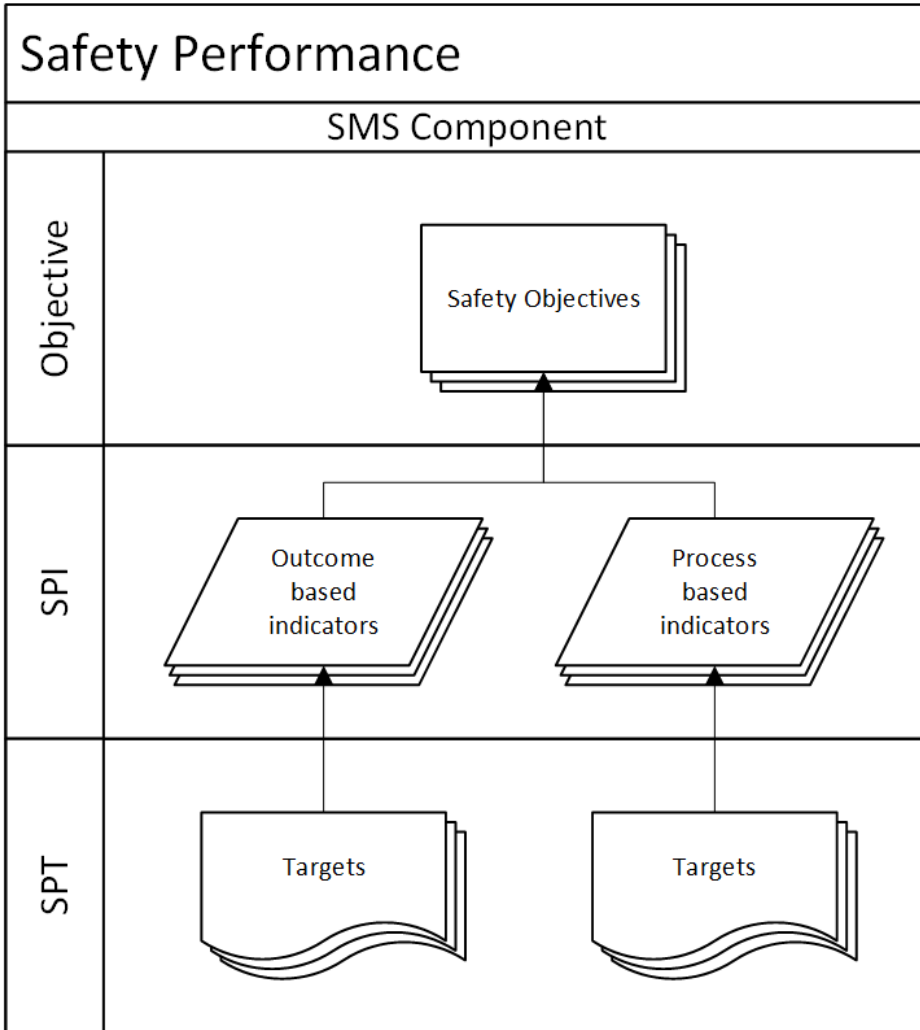 Safety Performance
SMS Component
Objective
Safety Objectives
SPI
Outcome
based
indicators
Process
based
indicators
SPT
Targets
Targets